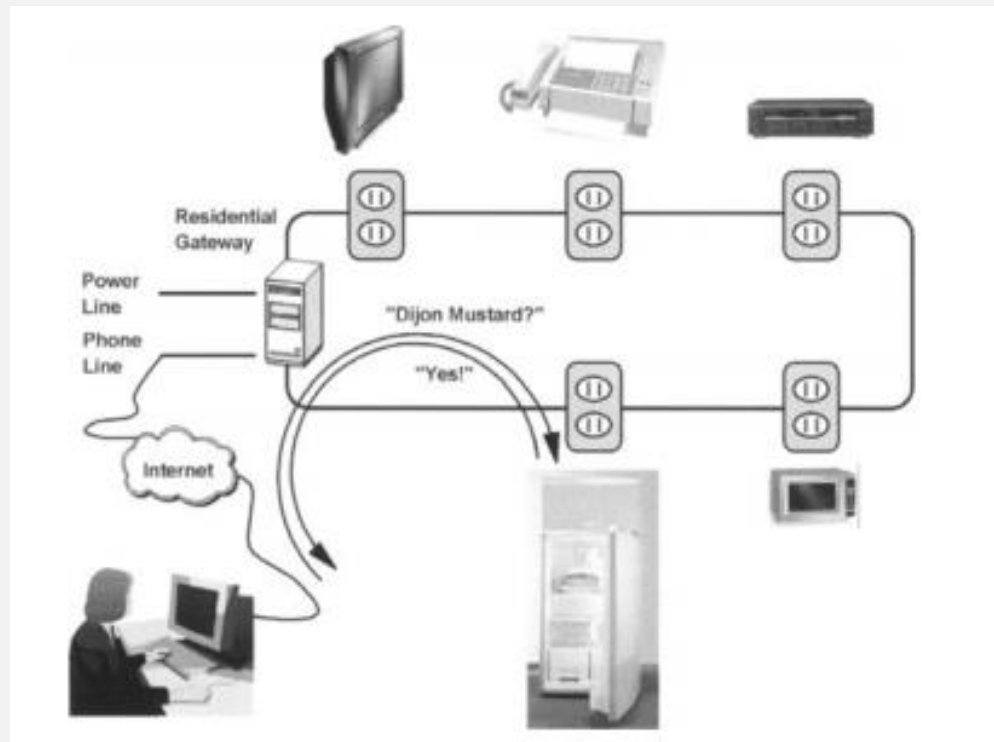 Residential
Gateway
Power
Line
"Dijon Mustard?"
Phone
Line
"Yes!"
Internet